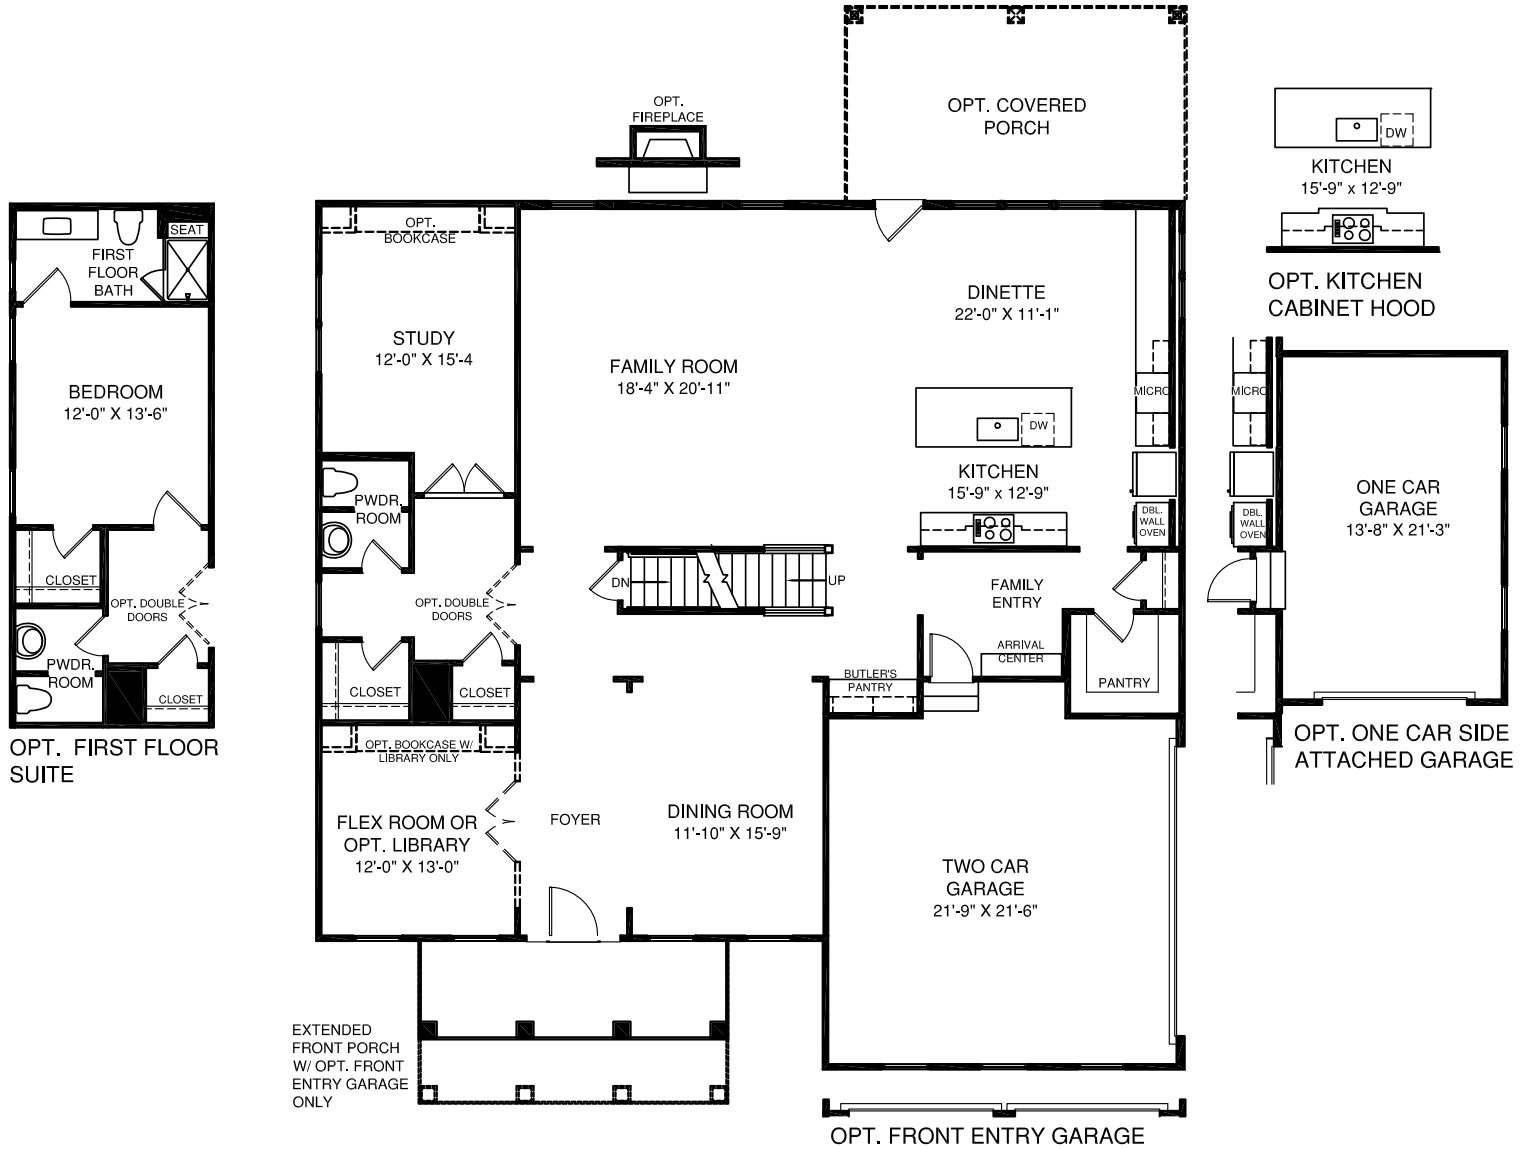 OPT.
FIREPLACE
OPT. COVERED
PORCH
DW
KITCHEN
15'-9" x 12'-9"
OPT. KITCHEN
CABINET HOOD
SEAT
FIRST
FLOOR
BATH
BEDROOM
12'-0" X 13'-6"
CLOSET
OPT. DOUBLE
DOORS
PWDR.
ROOM
CLOSET
OPT. FIRST FLOOR
SUITE
OPT.
BOOKCASE
STUDY
12'-0" X 15'-4
FAMILY ROOM
18'-4" X 20'-11"
DINETTE
22'-0" X 11'-1"
MICRO
DW
KITCHEN
15'-9" x 12'-9"
DBL.
WALL
OVEN
PWDR.
ROOM
OPT. DOUBLE
DOORS
DN
UP
FAMILY
ENTRY
ARRIVAL
CENTER
BUTLER'S
PANTRY
PANTRY
CLOSET
CLOSET
OPT. BOOKCASE W/
LIBRARY ONLY
FLEX ROOM OR
OPT. LIBRARY
12'-0" X 13'-0"
FOYER
DINING ROOM
11'-10" X 15'-9"
TWO CAR
GARAGE
21'-9" X 21'-6"
MICRO
DBL.
WALL
OVEN
ONE CAR
GARAGE
13'-8" X 21'-3"
OPT. ONE CAR SIDE
ATTACHED GARAGE
EXTENDED
FRONT PORCH
W/ OPT. FRONT
ENTRY GARAGE
ONLY
OPT. FRONT ENTRY GARAGE